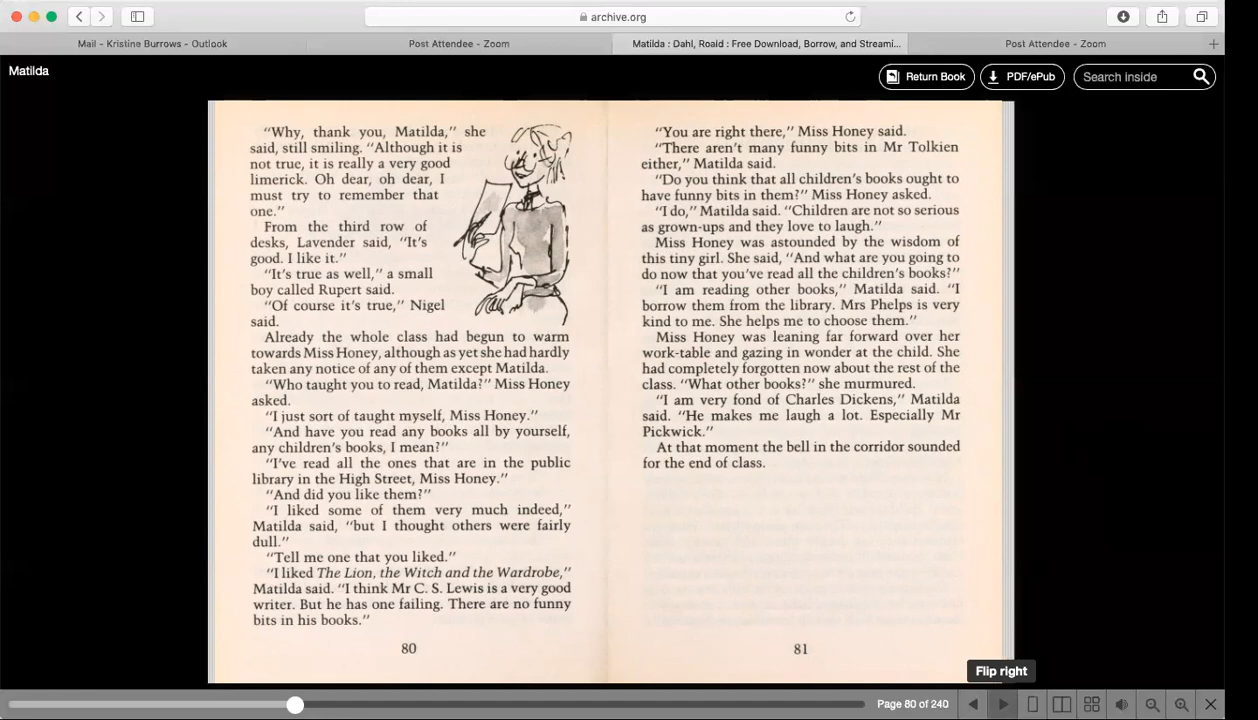 archive.org
Mail - Kristine Burrows - Outlook
Post Attendee - Zoom
Matilda : Dahl, Roald : Free Download, Borrow, and Streami...
Post Attendee - Zoom
Matilda
Return Book
PDF/ePub
Search inside
“Why, thank you, Matilda,” she
said, still smiling. “Although it is
not true, it is really a very good
limerick. Oh dear, oh dear, I
must try to remember that
one.”
From the third row of
desks, Lavender said, “It’s
good. I like it.”
“It’s true as well,” a small
boy called Rupert said.
“Of course it’s true,” Nigel
said.
Already the whole class had begun to warm
towards Miss Honey, although as yet she had hardly
taken any notice of any of them except Matilda.
“Who taught you to read, Matilda?” Miss Honey
asked.
“I just sort of taught myself, Miss Honey.”
“And have you read any books all by yourself,
any children’s books, I mean?”
“I’ve read all the ones that are in the public
library in the High Street, Miss Honey.”
“And did you like them?”
“I liked some of them very much indeed,”
Matilda said, “but I thought others were fairly
dull.”
“Tell me one that you liked.”
“I liked The Lion, the Witch and the Wardrobe,”
Matilda said. “I think Mr C. S. Lewis is a very good
writer. But he has one failing. There are no funny
bits in his books.”
80
“You are right there,” Miss Honey said.
“There aren’t many funny bits in Mr Tolkien
either,” Matilda said.
“Do you think that all children’s books ought to
have funny bits in them?” Miss Honey asked.
“I do,” Matilda said. “Children are not so serious
as grown-ups and they love to laugh.”
Miss Honey was astounded by the wisdom of
this tiny girl. She said, “And what are you going to
do now that you’ve read all the children’s books?”
“I am reading other books,” Matilda said. “I
borrow them from the library. Mrs Phelps is very
kind to me. She helps me to choose them.”
Miss Honey was leaning far forward over her
work-table and gazing in wonder at the child. She
had completely forgotten now about the rest of the
class. “What other books?” she murmured.
“I am very fond of Charles Dickens,” Matilda
said. “He makes me laugh a lot. Especially Mr
Pickwick.”
At that moment the bell in the corridor sounded
for the end of class.
81
Flip right
Page 80 of 240